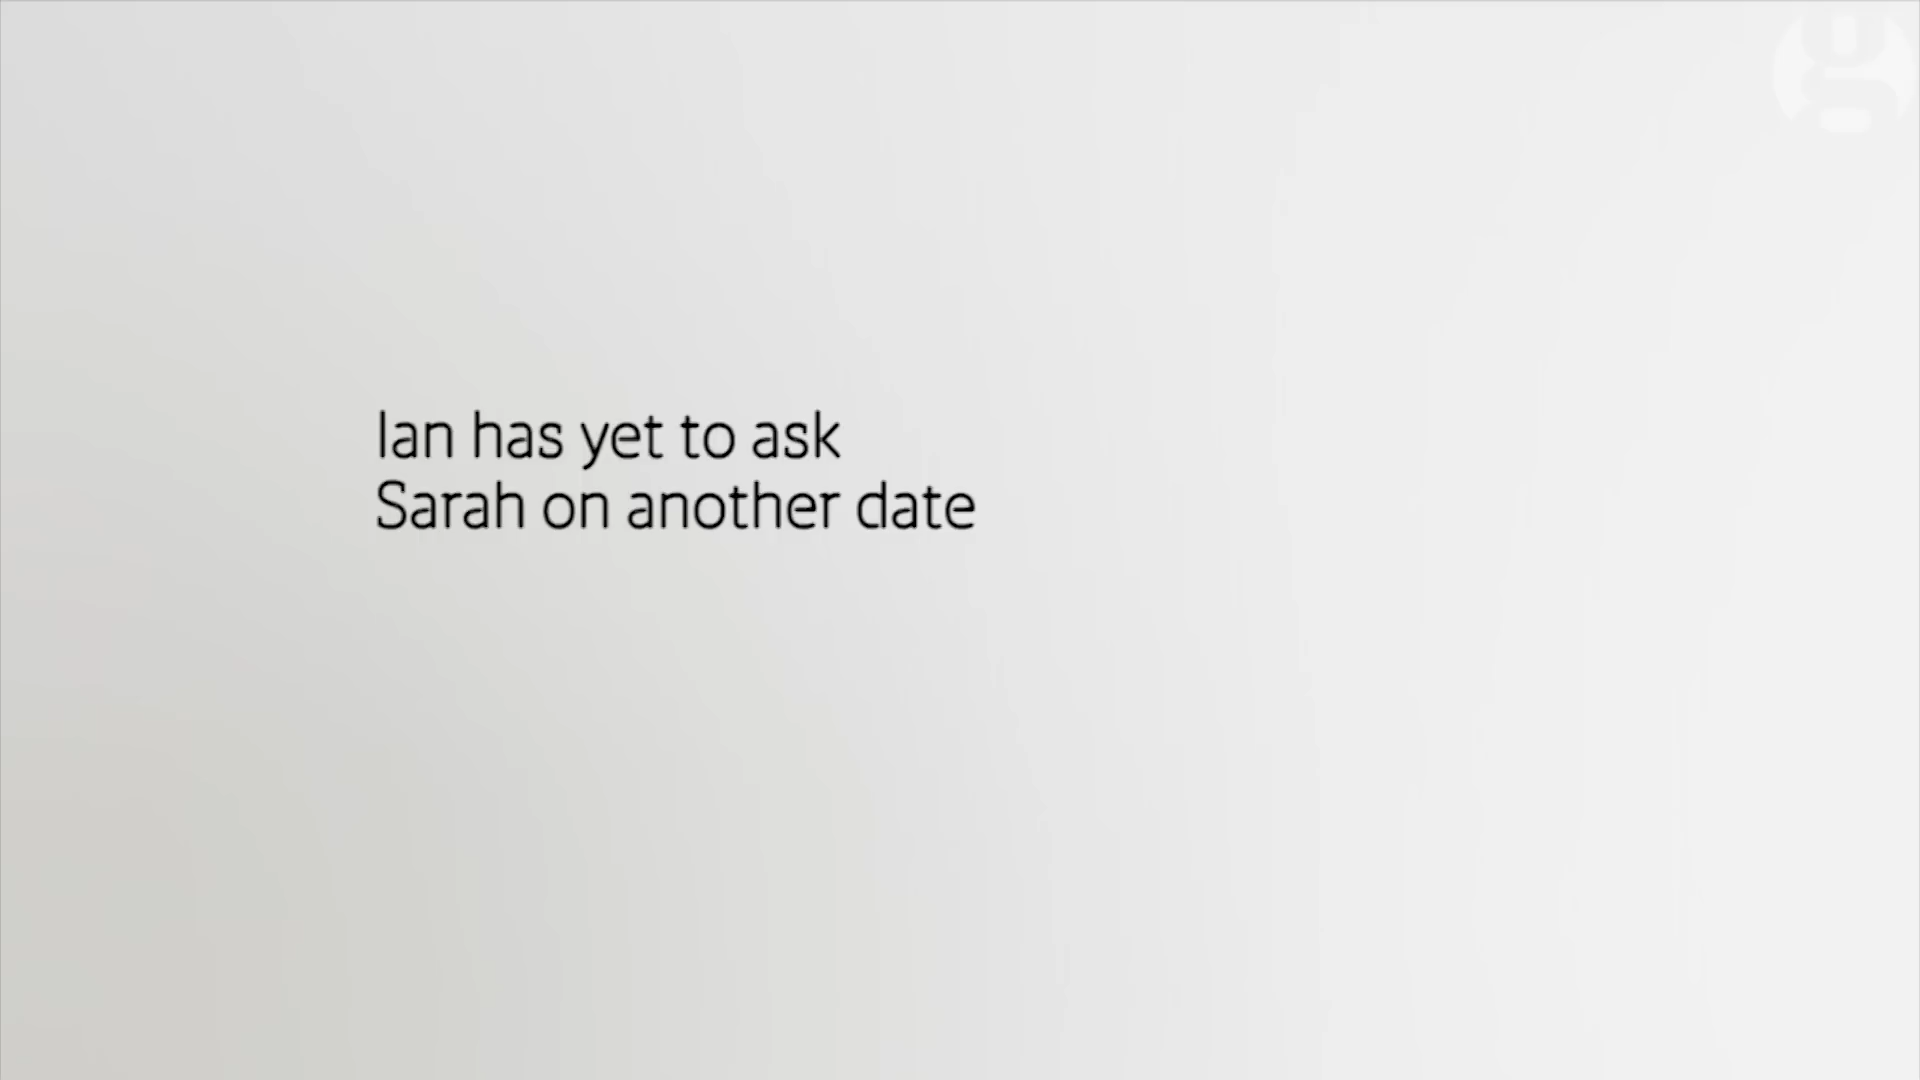 Ian has yet to ask
Sarah on another date
g